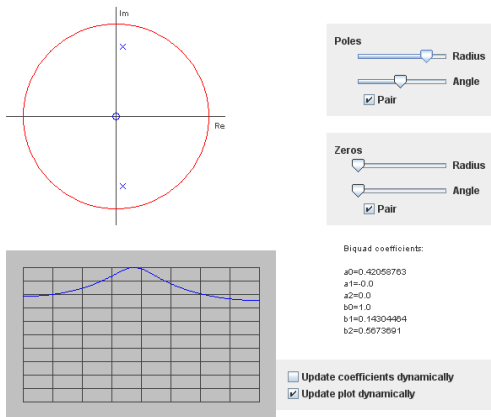 Im
Re
Poles
Radius
Angle
Pair
Zeros
Radius
Angle
Pair
Biquad coefficients:
a0=0.42058763
a1=-0.0
a2=0.0
b0=1.0
b1=0.14304464
b2=0.5673691
Update coefficients dynamically
Update plot dynamically